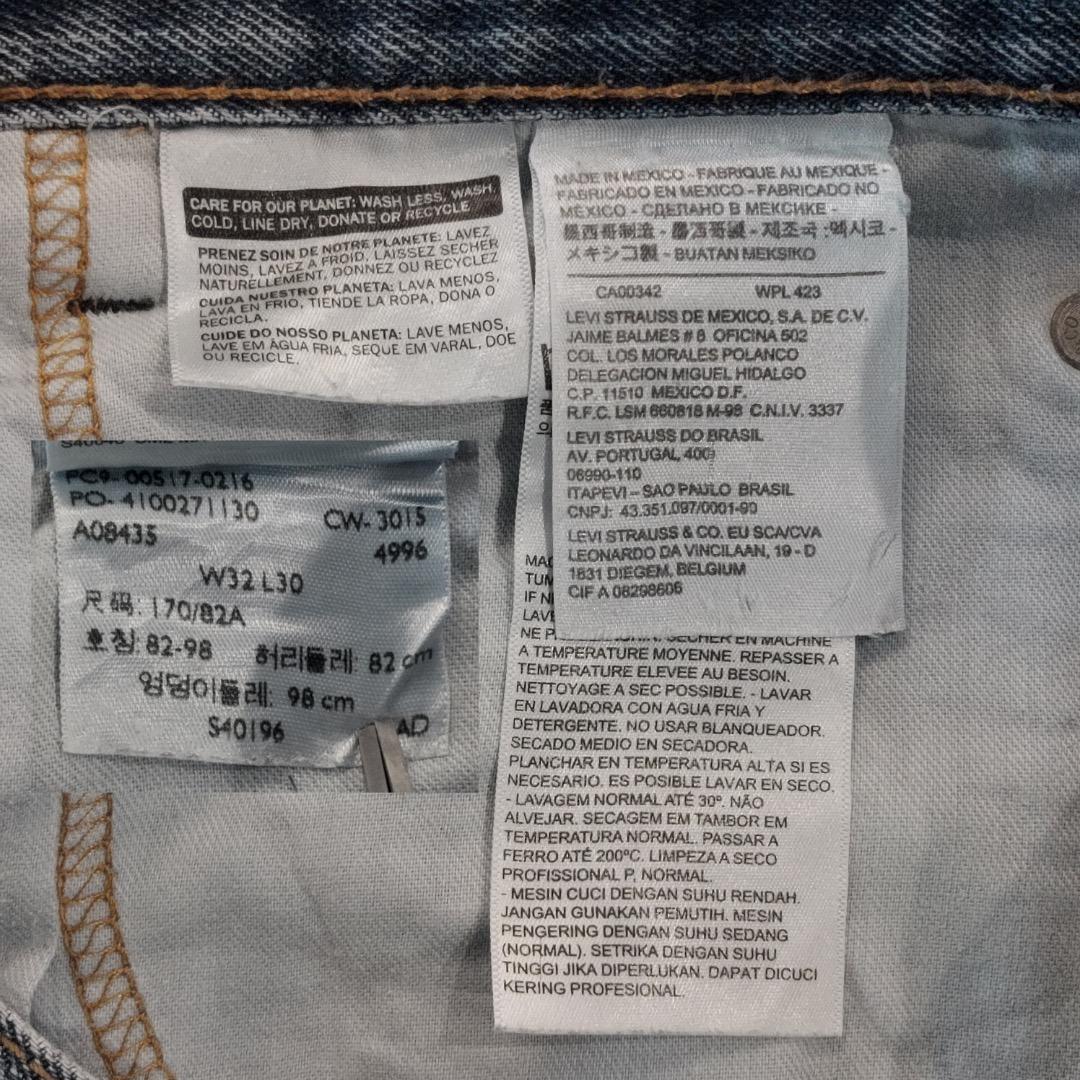 CARE FOR OUR PLANET: WASH LESS, WASH
COLD, LINE DRY, DONATE OR RECYCLE
PRENEZ SOIN DE NOTRE PLANETE: LAVEZ
MOINS, LAVEZ A FROID, LAISSEZ SECHER
NATURELLEMENT, DONNEZ OU RECYCLEZ
CUIDA NUESTRO PLANETA: LAVA MENOS,
LAVA EN FRIO, TIENDE LA ROPA, DONA O
RECICLA.
CUIDE DO NOSSO PLANETA: LAVE MENOS,
LAVE EM ÀGUA FRIA, SEQUE EM VARAL, DOE
OU RECICLE.
MADE IN MEXICO - FABRIQUE AU MEXIQUE -
FABRICADO EN MEXICO - FABRICADO NO
MÉXICO - СДЕЛАНО В МЕКСИКЕ -
墨西哥制造 - 墨西哥製 - 제조국 :멕시코 -
メキシコ製 - BUATAN MEKSIKO
CA00342 WPL 423
LEVI STRAUSS DE MEXICO, S.A. DE C.V.
JAIME BALMES # 8 OFICINA 502
COL. LOS MORALES POLANCO
DELEGACION MIGUEL HIDALGO
C.P. 11510 MEXICO D.F.
R.F.C. LSM 660818 M-98 C.N.I.V. 3337
LEVI STRAUSS DO BRASIL
AV. PORTUGAL, 400
06990-110
ITAPEVI – SAO PAULO BRASIL
CNPJ: 43.351.097/0001-90
LEVI STRAUSS & CO. EU SCA/CVA
LEONARDO DA VINCILAAN, 19 - D
1831 DIEGEM, BELGIUM
CIF A 08298606
PC9- 00517-0216
PO- 4100271130 CW- 3015
A08435 4996
W32 L30
尺码: 170/82A
호칭: 82-98 허리둘레: 82 cm
엉덩이둘레: 98 cm
S40196 AD
TUM
IF N
LAVE
NE P SECHER EN MACHINE
A TEMPERATURE MOYENNE. REPASSER A
TEMPERATURE ELEVEE AU BESOIN.
NETTOYAGE A SEC POSSIBLE. - LAVAR
EN LAVADORA CON AGUA FRIA Y
DETERGENTE. NO USAR BLANQUEADOR.
SECADO MEDIO EN SECADORA.
PLANCHAR EN TEMPERATURA ALTA SI ES
NECESARIO. ES POSIBLE LAVAR EN SECO.
- LAVAGEM NORMAL ATÉ 30º. NÃO
ALVEJAR. SECAGEM EM TAMBOR EM
TEMPERATURA NORMAL. PASSAR A
FERRO ATÉ 200ºC. LIMPEZA A SECO
PROFISSIONAL P, NORMAL.
- MESIN CUCI DENGAN SUHU RENDAH.
JANGAN GUNAKAN PEMUTIH. MESIN
PENGERING DENGAN SUHU SEDANG
(NORMAL). SETRIKA DENGAN SUHU
TINGGI JIKA DIPERLUKAN. DAPAT DICUCI
KERING PROFESIONAL.